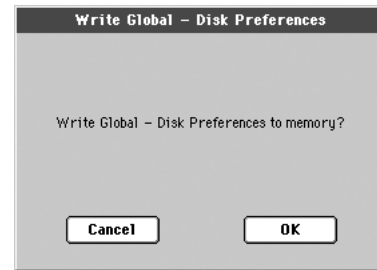 Write Global – Disk Preferences
Write Global – Disk Preferences to memory?
Cancel
OK